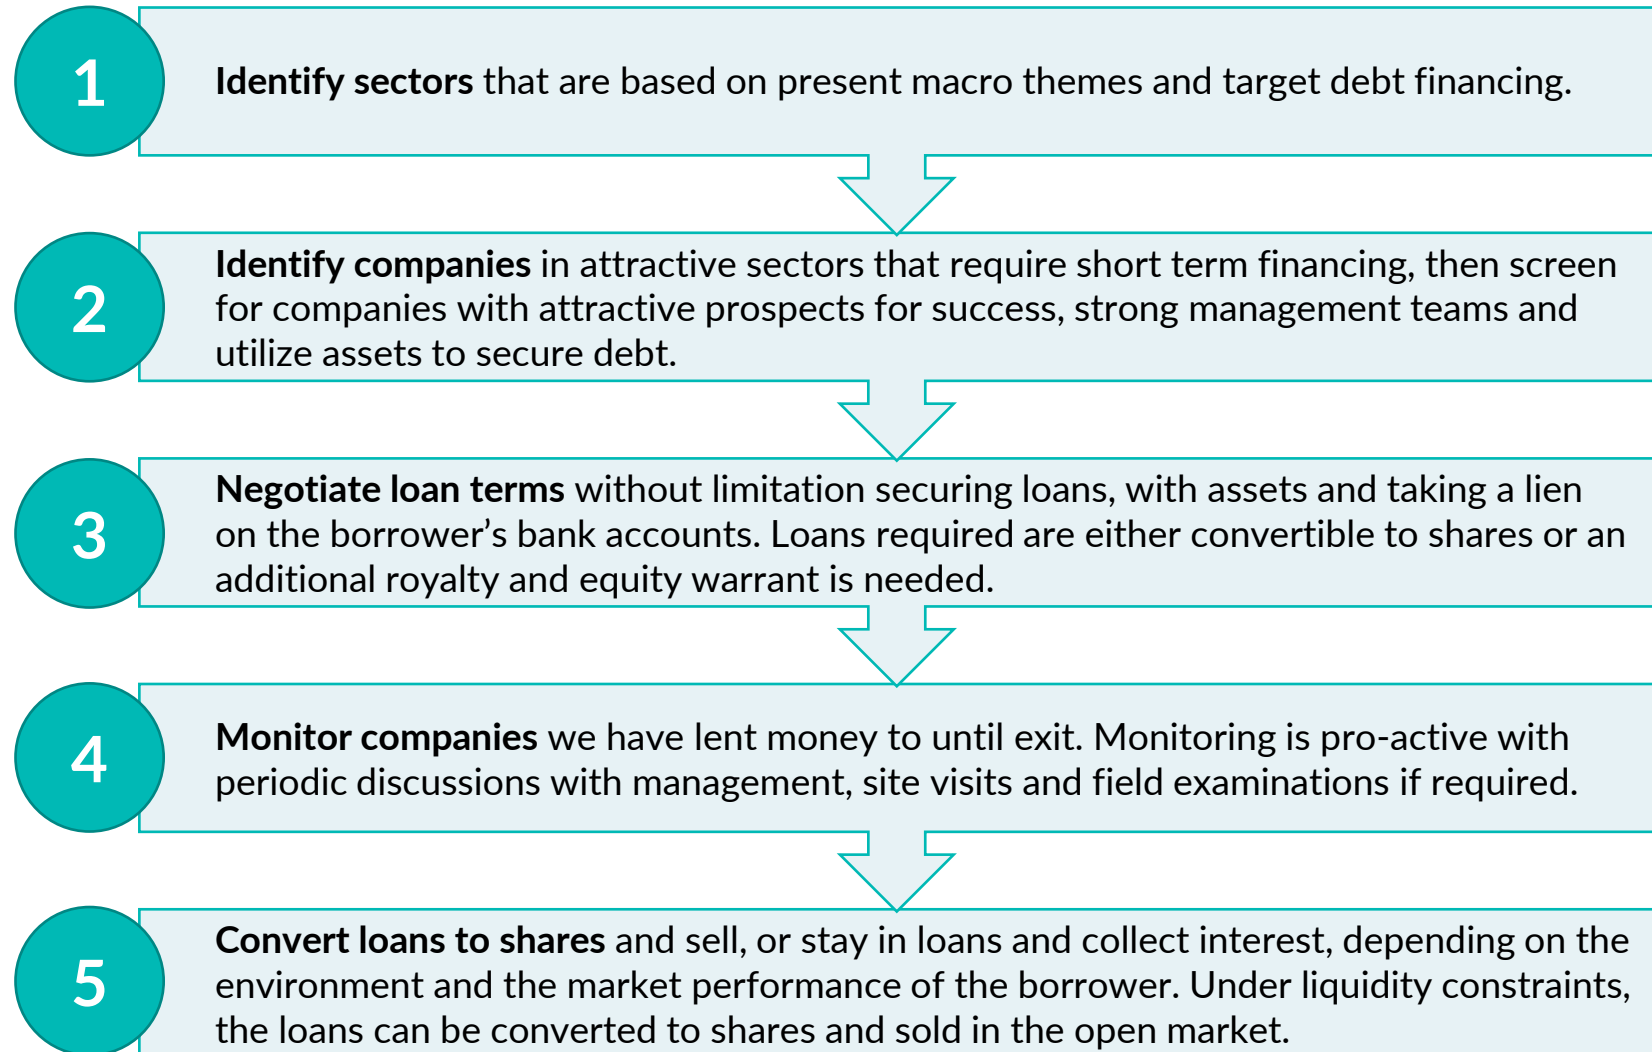 1
Identify sectors that are based on present macro themes and target debt financing.
2
Identify companies in attractive sectors that require short term financing, then screen
for companies with attractive prospects for success, strong management teams and
utilize assets to secure debt.
3
Negotiate loan terms without limitation securing loans, with assets and taking a lien
on the borrower’s bank accounts. Loans required are either convertible to shares or an
additional royalty and equity warrant is needed.
4
Monitor companies we have lent money to until exit. Monitoring is pro-active with
periodic discussions with management, site visits and field examinations if required.
5
Convert loans to shares and sell, or stay in loans and collect interest, depending on the
environment and the market performance of the borrower. Under liquidity constraints,
the loans can be converted to shares and sold in the open market.